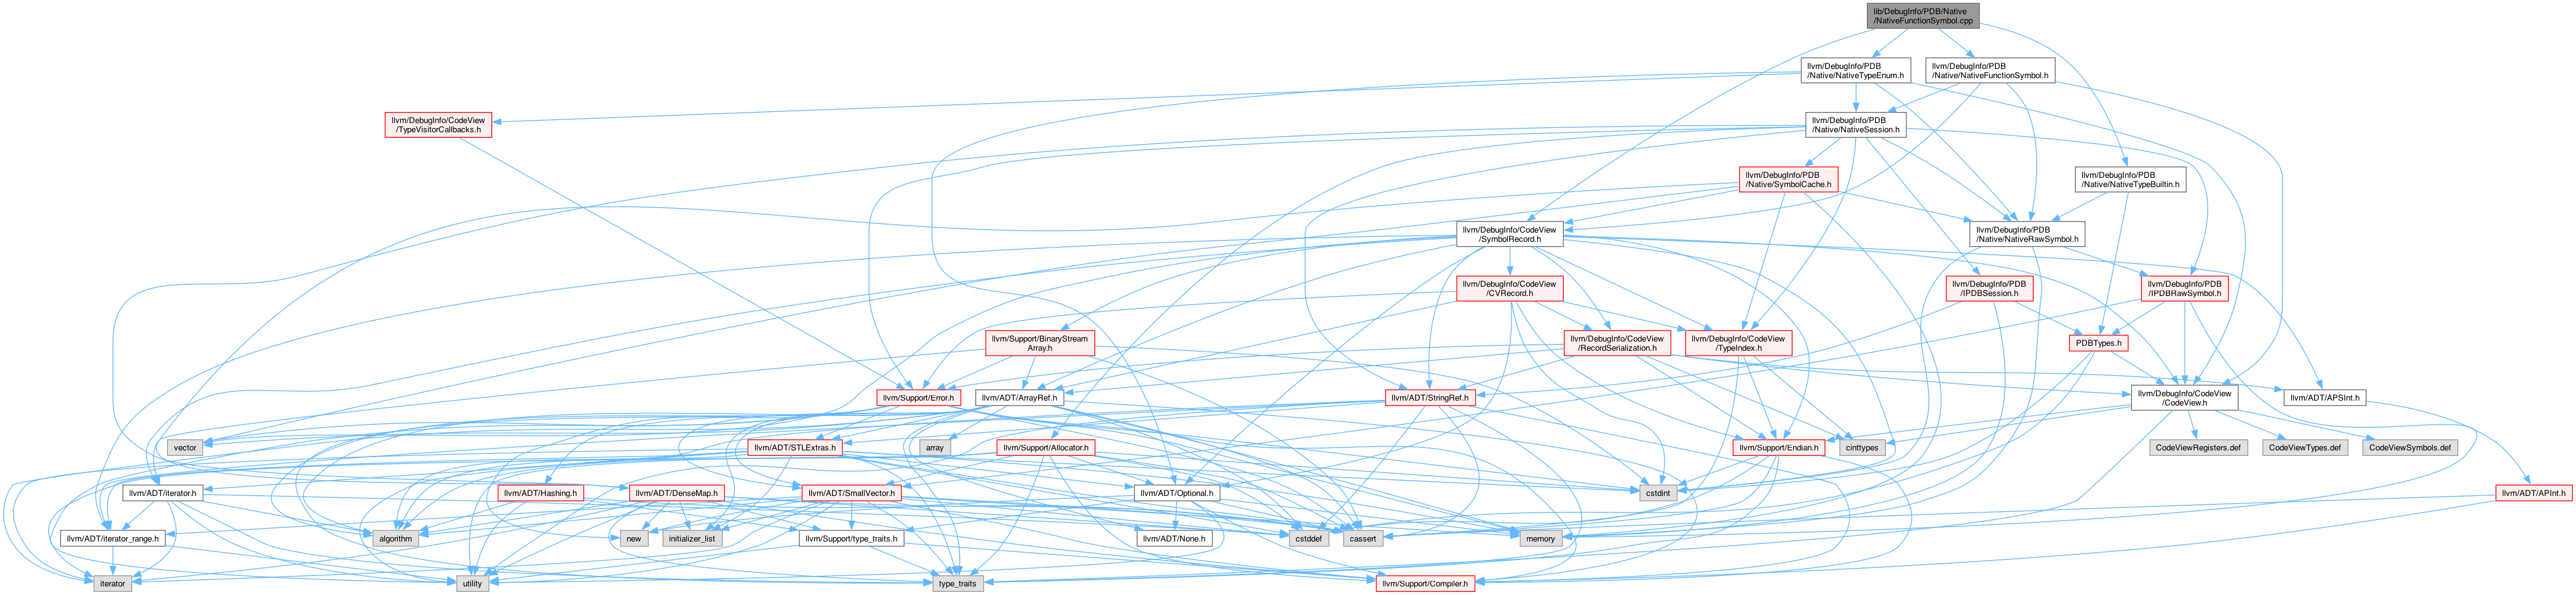 lib/DebugInfo/PDB/Native
/NativeFunctionSymbol.cpp
llvm/DebugInfo/PDB
/Native/NativeTypeEnum.h
llvm/DebugInfo/PDB
/Native/NativeFunctionSymbol.h
llvm/DebugInfo/CodeView
/TypeVisitorCallbacks.h
llvm/DebugInfo/PDB
/Native/NativeSession.h
llvm/DebugInfo/PDB
/Native/SymbolCache.h
llvm/DebugInfo/PDB
/Native/NativeTypeBuiltin.h
llvm/DebugInfo/CodeView
/SymbolRecord.h
llvm/DebugInfo/PDB
/Native/NativeRawSymbol.h
llvm/DebugInfo/CodeView
/CVRecord.h
llvm/DebugInfo/PDB
/IPDBSession.h
llvm/DebugInfo/PDB
/IPDBRawSymbol.h
llvm/Support/BinaryStream
Array.h
llvm/DebugInfo/CodeView
/RecordSerialization.h
llvm/DebugInfo/CodeView
/TypeIndex.h
PDBTypes.h
llvm/Support/Error.h
llvm/ADT/ArrayRef.h
llvm/ADT/StringRef.h
llvm/DebugInfo/CodeView
/CodeView.h
llvm/ADT/APSInt.h
vector
llvm/ADT/STLExtras.h
array
llvm/Support/Allocator.h
llvm/Support/Endian.h
cinttypes
CodeViewRegisters.def
CodeViewTypes.def
CodeViewSymbols.def
llvm/ADT/iterator.h
llvm/ADT/Hashing.h
llvm/ADT/DenseMap.h
llvm/ADT/SmallVector.h
llvm/ADT/Optional.h
cstdint
llvm/ADT/APInt.h
llvm/ADT/iterator_range.h
algorithm
new
initializer_list
llvm/Support/type_traits.h
llvm/ADT/None.h
cstddef
cassert
memory
iterator
utility
type_traits
llvm/Support/Compiler.h